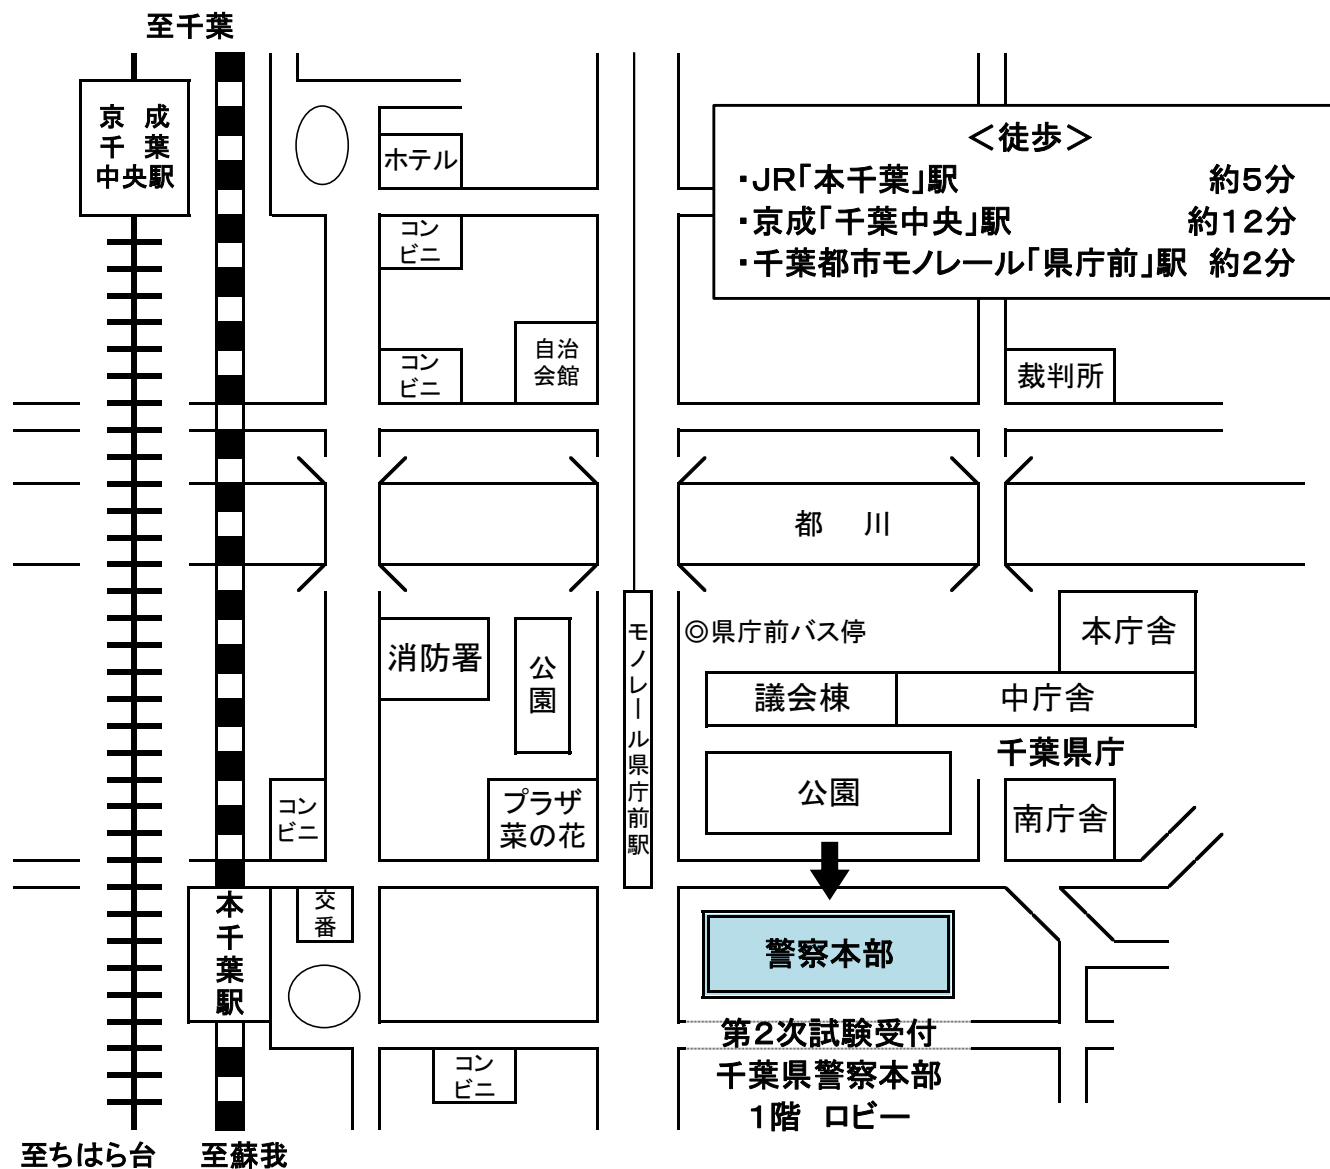 至千葉
京　成
千　葉
中央駅
＜徒歩＞
・JR「本千葉」駅　約5分
・京成「千葉中央」駅　約12分
・千葉都市モノレール「県庁前」駅　約2分
ホテル
コン
ビニ
自治
会館
コン
ビニ
裁判所
都　川
モノレール県庁前駅
◎県庁前バス停
本庁舎
消防署
公園
議会棟
中庁舎
千葉県庁
公園
コン
ビニ
プラザ
菜の花
南庁舎
本千葉駅
交番
警察本部
第2次試験受付
千葉県警察本部
1階　ロビー
コン
ビニ
至ちはら台
至蘇我